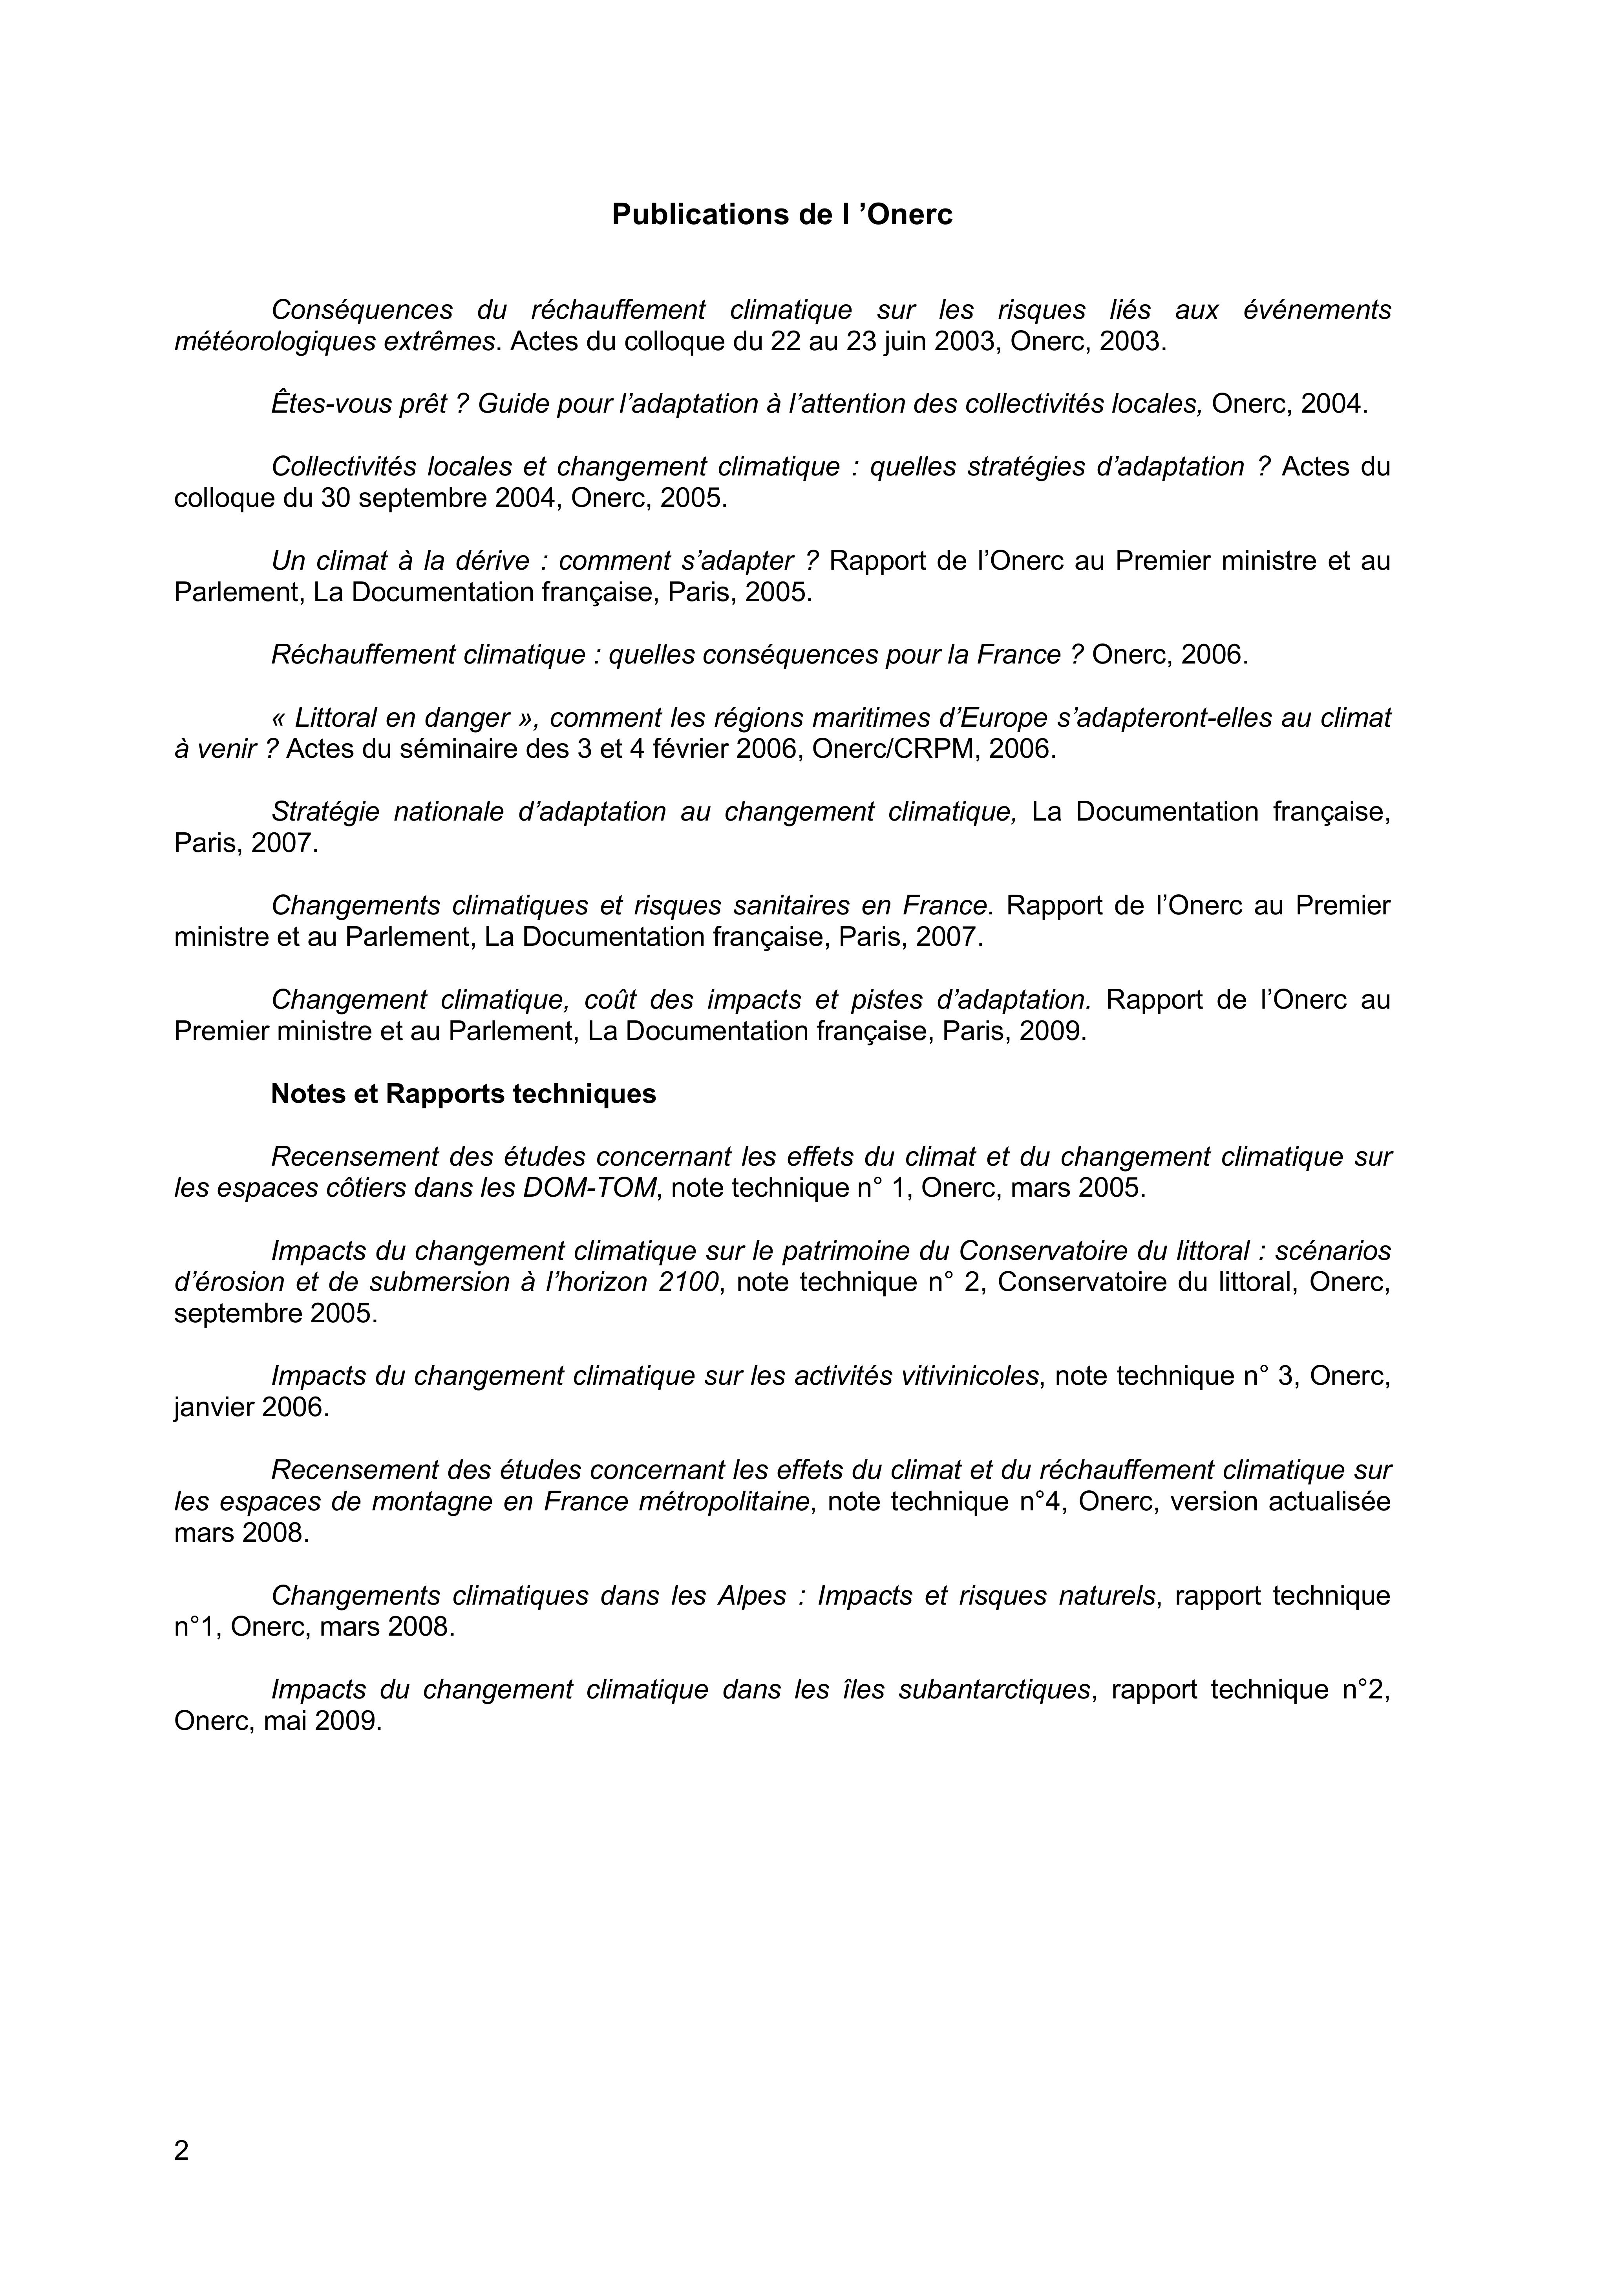 Publications de l ’Onerc
Conséquences du réchauffement climatique sur les risques liés aux événements
météorologiques extrêmes. Actes du colloque du 22 au 23 juin 2003, Onerc, 2003.
Êtes-vous prêt ? Guide pour l’adaptation à l’attention des collectivités locales, Onerc, 2004.
Collectivités locales et changement climatique : quelles stratégies d’adaptation ? Actes du
colloque du 30 septembre 2004, Onerc, 2005.
Un climat à la dérive : comment s’adapter ? Rapport de l’Onerc au Premier ministre et au
Parlement, La Documentation française, Paris, 2005.
Réchauffement climatique : quelles conséquences pour la France ? Onerc, 2006.
« Littoral en danger », comment les régions maritimes d’Europe s’adapteront-elles au climat
à venir ? Actes du séminaire des 3 et 4 février 2006, Onerc/CRPM, 2006.
Stratégie nationale d’adaptation au changement climatique, La Documentation française,
Paris, 2007.
Changements climatiques et risques sanitaires en France. Rapport de l’Onerc au Premier
ministre et au Parlement, La Documentation française, Paris, 2007.
Changement climatique, coût des impacts et pistes d’adaptation. Rapport de l’Onerc au
Premier ministre et au Parlement, La Documentation française, Paris, 2009.
Notes et Rapports techniques
Recensement des études concernant les effets du climat et du changement climatique sur
les espaces côtiers dans les DOM-TOM, note technique n° 1, Onerc, mars 2005.
Impacts du changement climatique sur le patrimoine du Conservatoire du littoral : scénarios
d’érosion et de submersion à l’horizon 2100, note technique n° 2, Conservatoire du littoral, Onerc,
septembre 2005.
Impacts du changement climatique sur les activités vitivinicoles, note technique n° 3, Onerc,
janvier 2006.
Recensement des études concernant les effets du climat et du réchauffement climatique sur
les espaces de montagne en France métropolitaine, note technique n°4, Onerc, version actualisée
mars 2008.
Changements climatiques dans les Alpes : Impacts et risques naturels, rapport technique
n°1, Onerc, mars 2008.
Impacts du changement climatique dans les îles subantarctiques, rapport technique n°2,
Onerc, mai 2009.
2